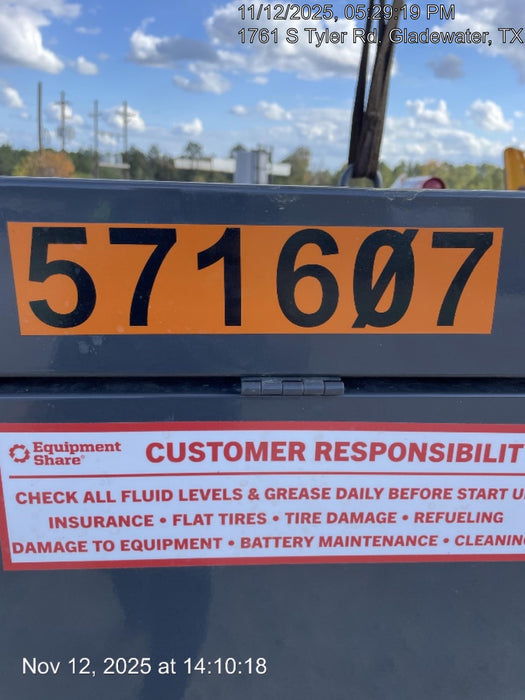 11/12/2025, 05:29:19 PM
1761 S Tyler Rd, Gladewater, TX
571607
Equipment
Share®
CUSTOMER RESPONSIBILIT
CHECK ALL FLUID LEVELS & GREASE DAILY BEFORE START U
INSURANCE • FLAT TIRES • TIRE DAMAGE • REFUELING
DAMAGE TO EQUIPMENT • BATTERY MAINTENANCE • CLEANIN
Nov 12, 2025 at 14:10:18